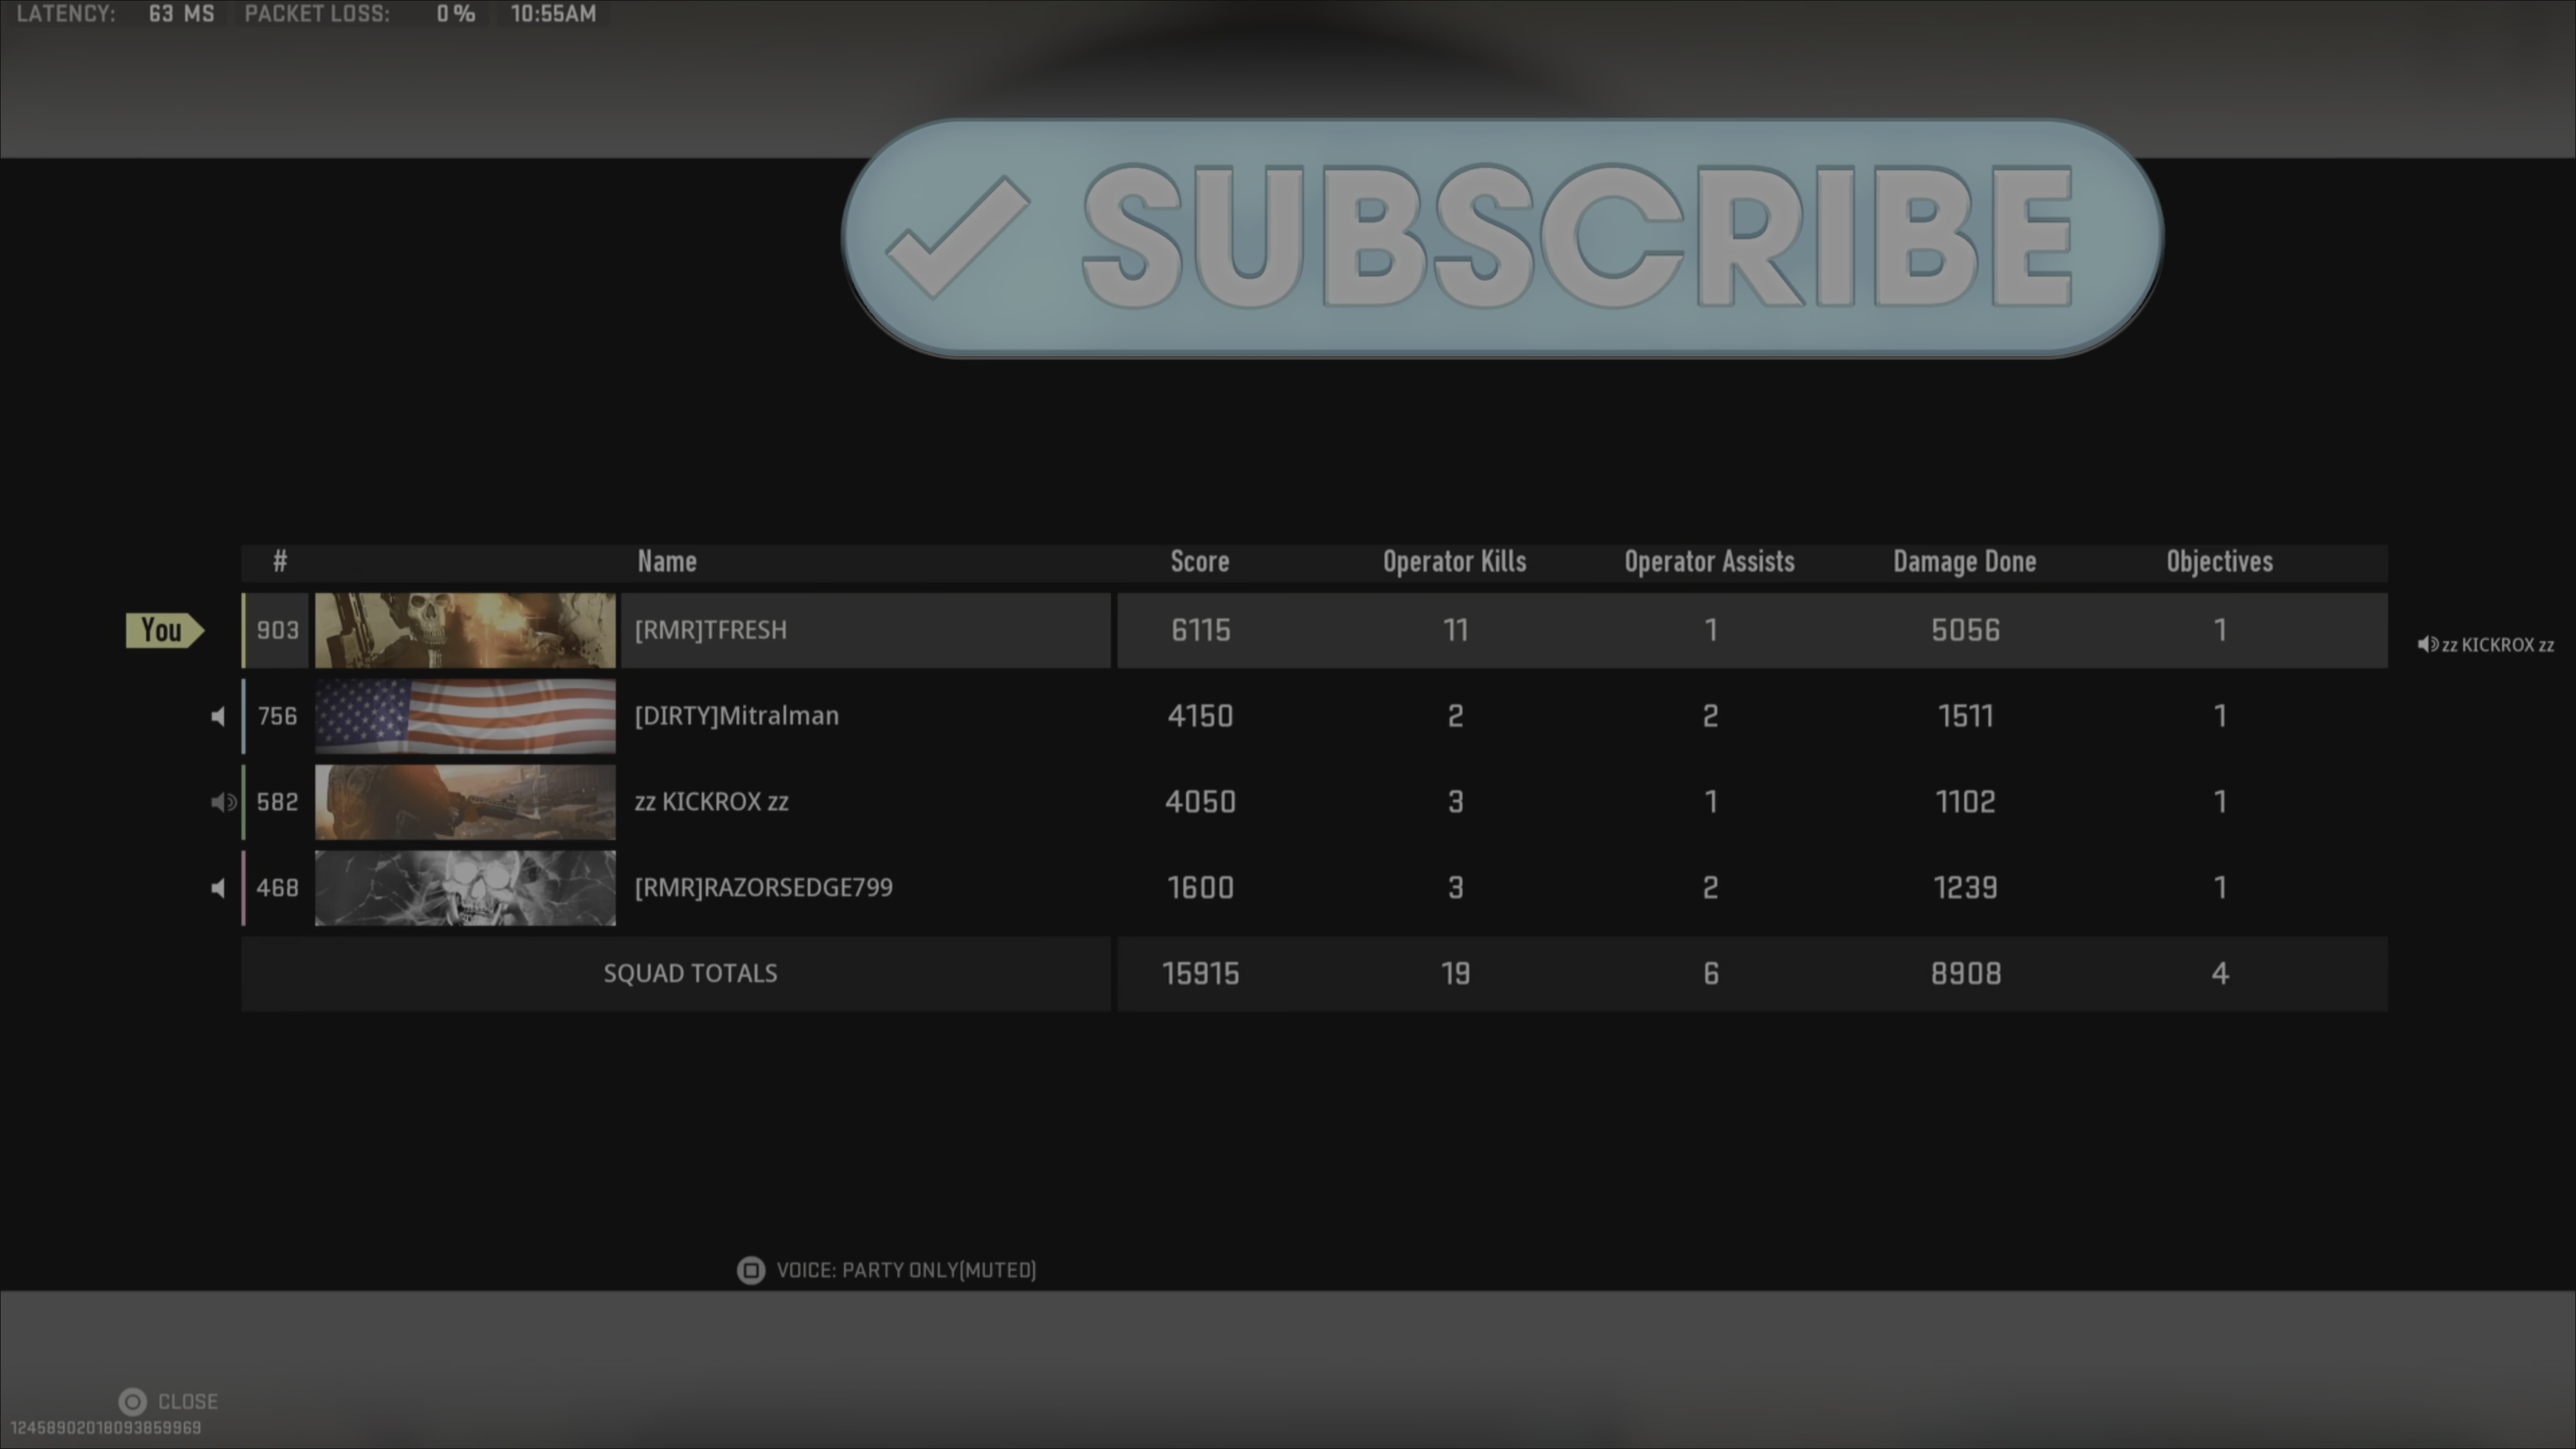 LATENCY: 63 MS PACKET LOSS: 0% 10:55AM
SUBSCRIBE
# Name Score Operator Kills Operator Assists Damage Done Objectives
You 903 [RMR]TFRESH 6115 11 1 5056 1 zz KICKROX zz
756 [DIRTY]Mitralman 4150 2 2 1511 1
582 zz KICKROX zz 4050 3 1 1102 1
468 [RMR]RAZORSEDGE799 1600 3 2 1239 1
SQUAD TOTALS 15915 19 6 8908 4
VOICE: PARTY ONLY(MUTED)
CLOSE
12458902018093859969